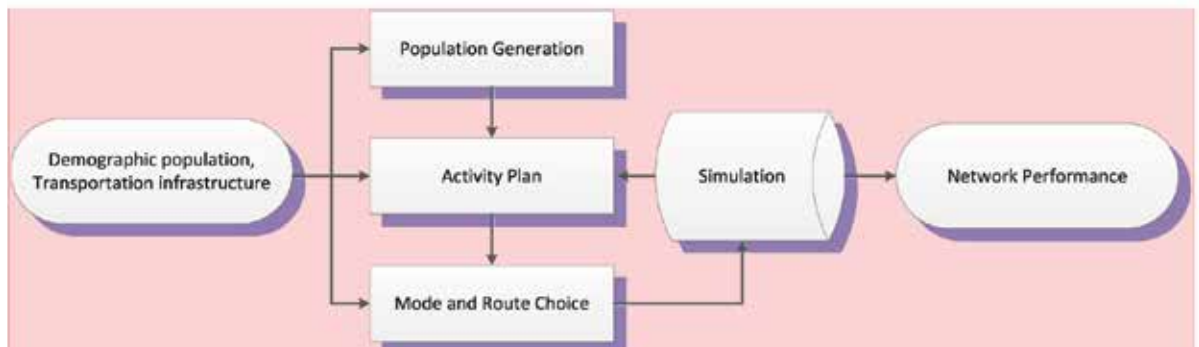 Population Generation
Demographic population,
Transportation infrastructure
Activity Plan
Simulation
Network Performance
Mode and Route Choice